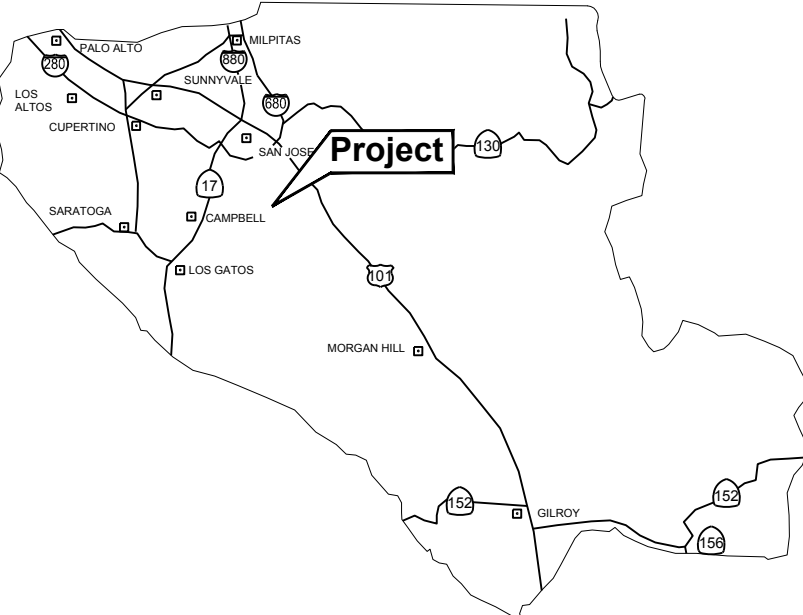 PALO ALTO
MILPITAS
280
880
SUNNYVALE
LOS
ALTOS
680
CUPERTINO
SAN JOSE
Project
130
17
SARATOGA
CAMPBELL
LOS GATOS
101
MORGAN HILL
152
GILROY
152
156